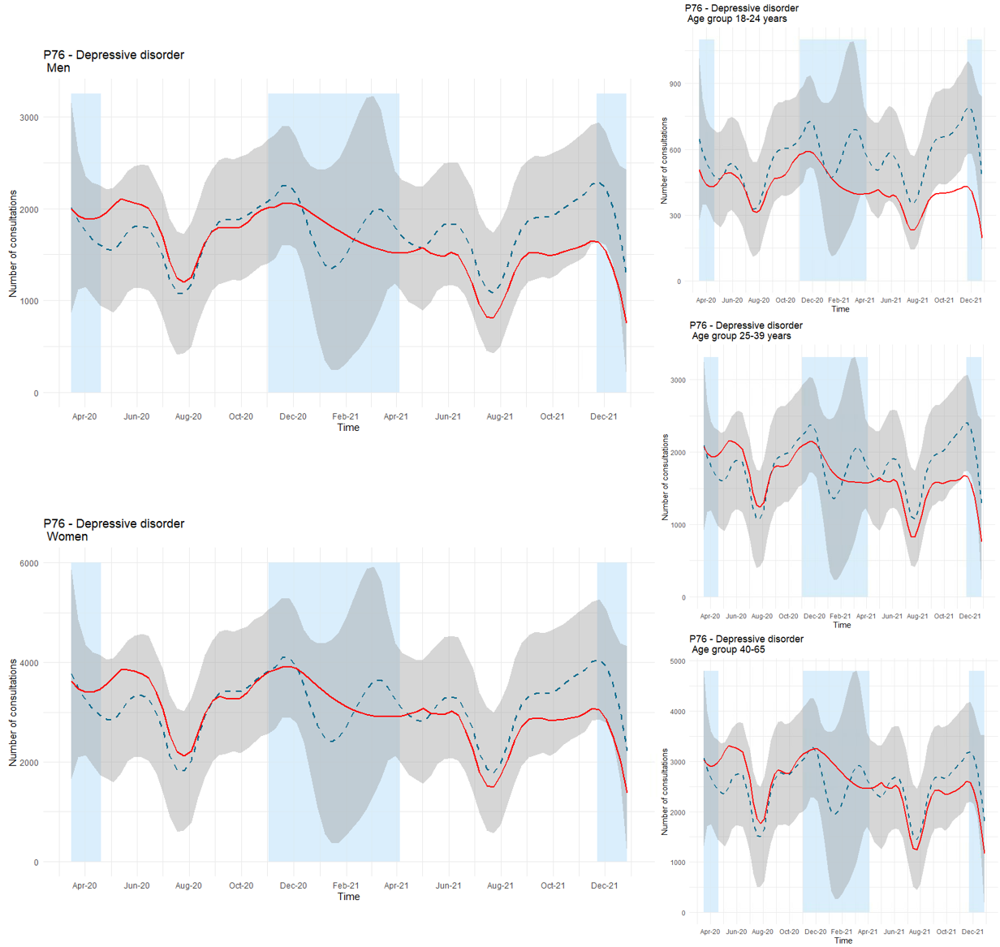 P76 - Depressive disorder
Men
Number of consultations
3000
2000
1000
0
Apr-20 Jun-20 Aug-20 Oct-20 Dec-20 Feb-21 Apr-21 Jun-21 Aug-21 Oct-21 Dec-21
Time
P76 - Depressive disorder
Women
Number of consultations
6000
4000
2000
0
Apr-20 Jun-20 Aug-20 Oct-20 Dec-20 Feb-21 Apr-21 Jun-21 Aug-21 Oct-21 Dec-21
Time
P76 - Depressive disorder
Age group 18-24 years
Number of consultations
900
600
300
0
Apr-20 Jun-20 Aug-20 Oct-20 Dec-20 Feb-21 Apr-21 Jun-21 Aug-21 Oct-21 Dec-21
Time
P76 - Depressive disorder
Age group 25-39 years
Number of consultations
3000
2000
1000
0
Apr-20 Jun-20 Aug-20 Oct-20 Dec-20 Feb-21 Apr-21 Jun-21 Aug-21 Oct-21 Dec-21
Time
P76 - Depressive disorder
Age group 40-65
Number of consultations
5000
4000
3000
2000
1000
0
Apr-20 Jun-20 Aug-20 Oct-20 Dec-20 Feb-21 Apr-21 Jun-21 Aug-21 Oct-21 Dec-21
Time